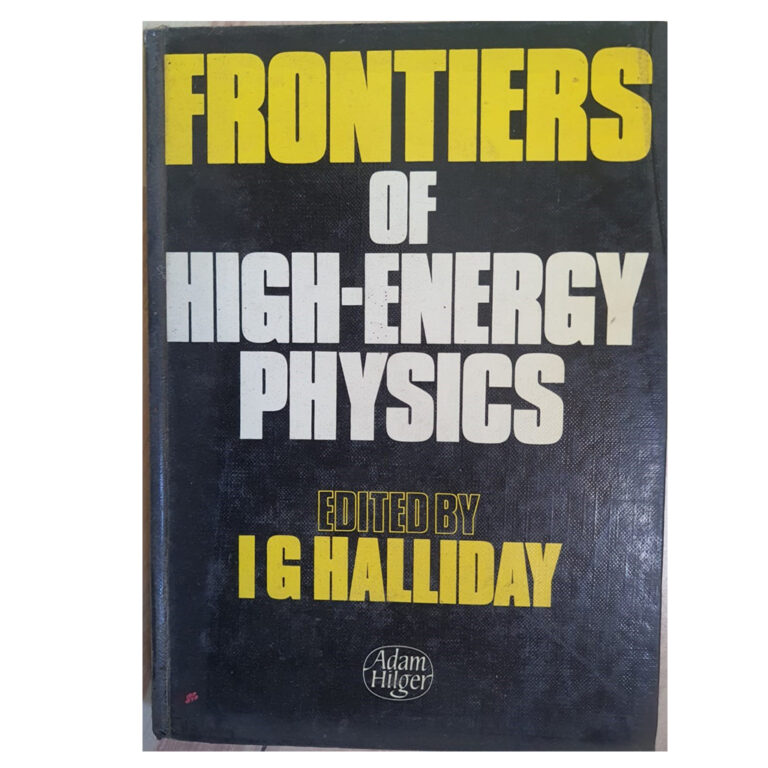 FRONTIERS
OF
HIGH-ENERGY
PHYSICS
EDITED BY
I G HALLIDAY
Adam
Hilger